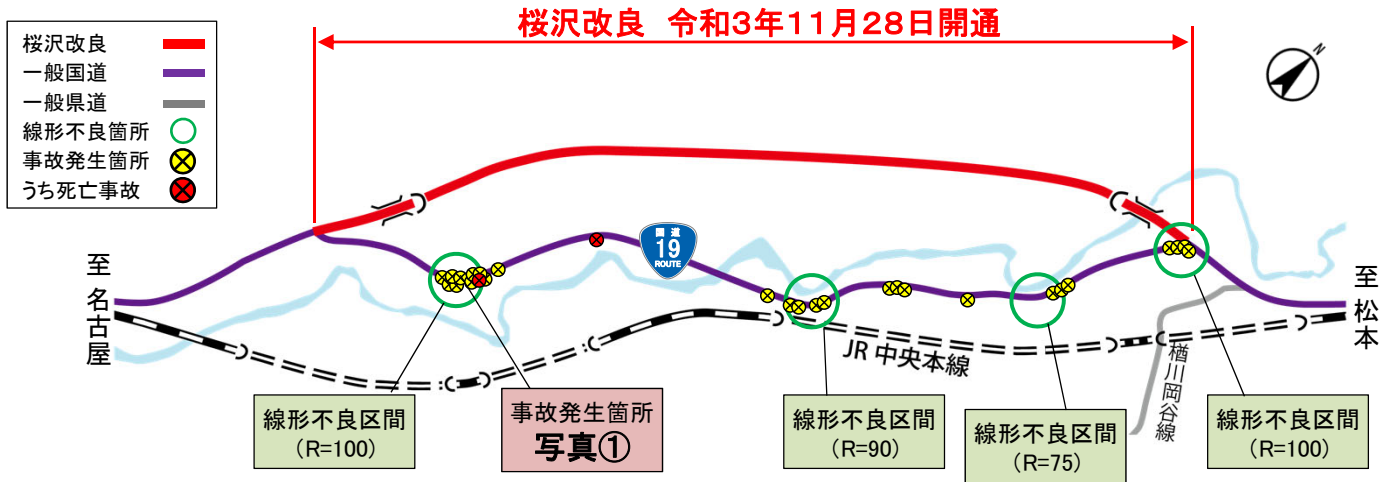 桜沢改良 令和3年11月28日開通
桜沢改良
一般国道
一般県道
線形不良箇所
事故発生箇所
うち死亡事故
N
国道
19
ROUTE
至名古屋
至松本
JR 中央本線
楢川岡谷線
線形不良区間
(R=100)
事故発生箇所
写真①
線形不良区間
(R=90)
線形不良区間
(R=75)
線形不良区間
(R=100)